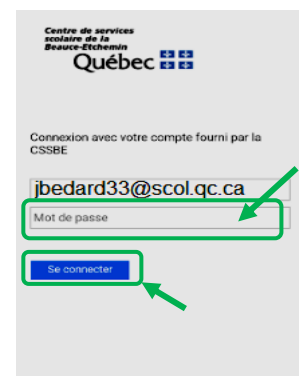 Centre de services
scolaire de la
Beauce-Etchemin
Québec
Connexion avec votre compte fourni par la
CSSBE
jbedard33@scol.qc.ca
Mot de passe
Se connecter